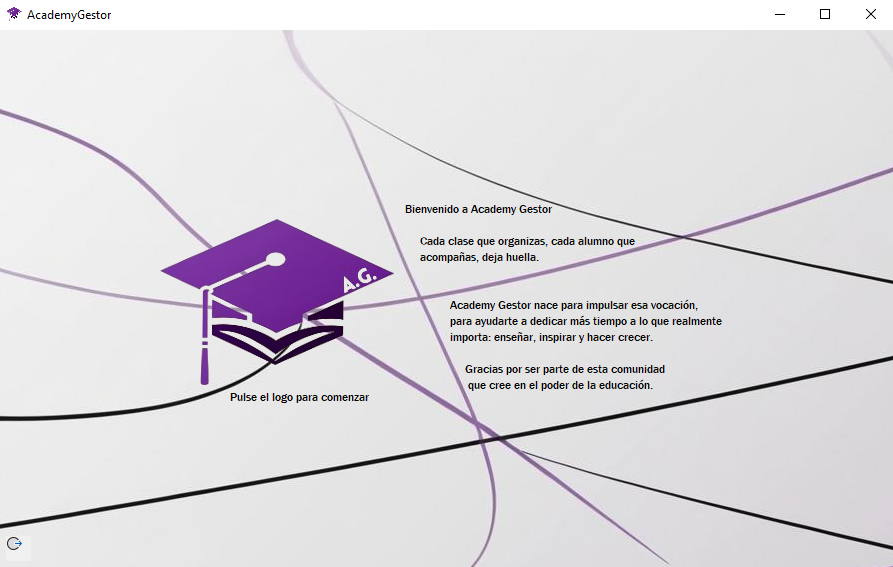 AcademyGestor
Bienvenido a Academy Gestor
Cada clase que organizas, cada alumno que
acompañas, deja huella.
A.G.
Academy Gestor nace para impulsar esa vocación,
para ayudarte a dedicar más tiempo a lo que realmente
importa: enseñar, inspirar y hacer crecer.
Gracias por ser parte de esta comunidad
que cree en el poder de la educación.
Pulse el logo para comenzar